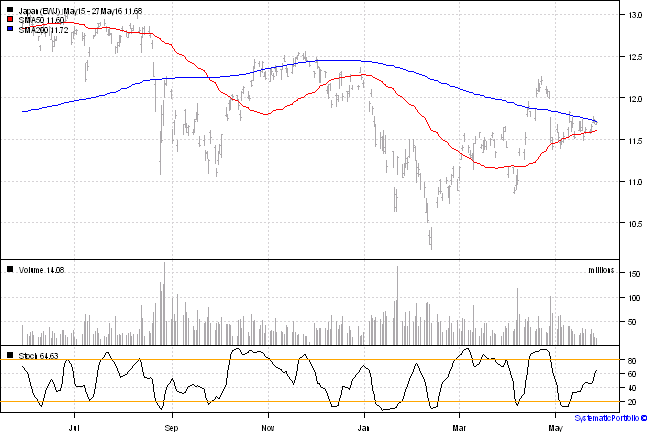 Japan (EWJ) May15 - 27May16 11.68
SMA50 11.60
SMA200 11.72
13.0
12.5
12.0
11.5
11.0
10.5
Volume 14.08
millions
150
100
50
Stoch 64.63
80
60
40
20
Jul Sep Nov Jan Mar May
SystematicPortfolio ©